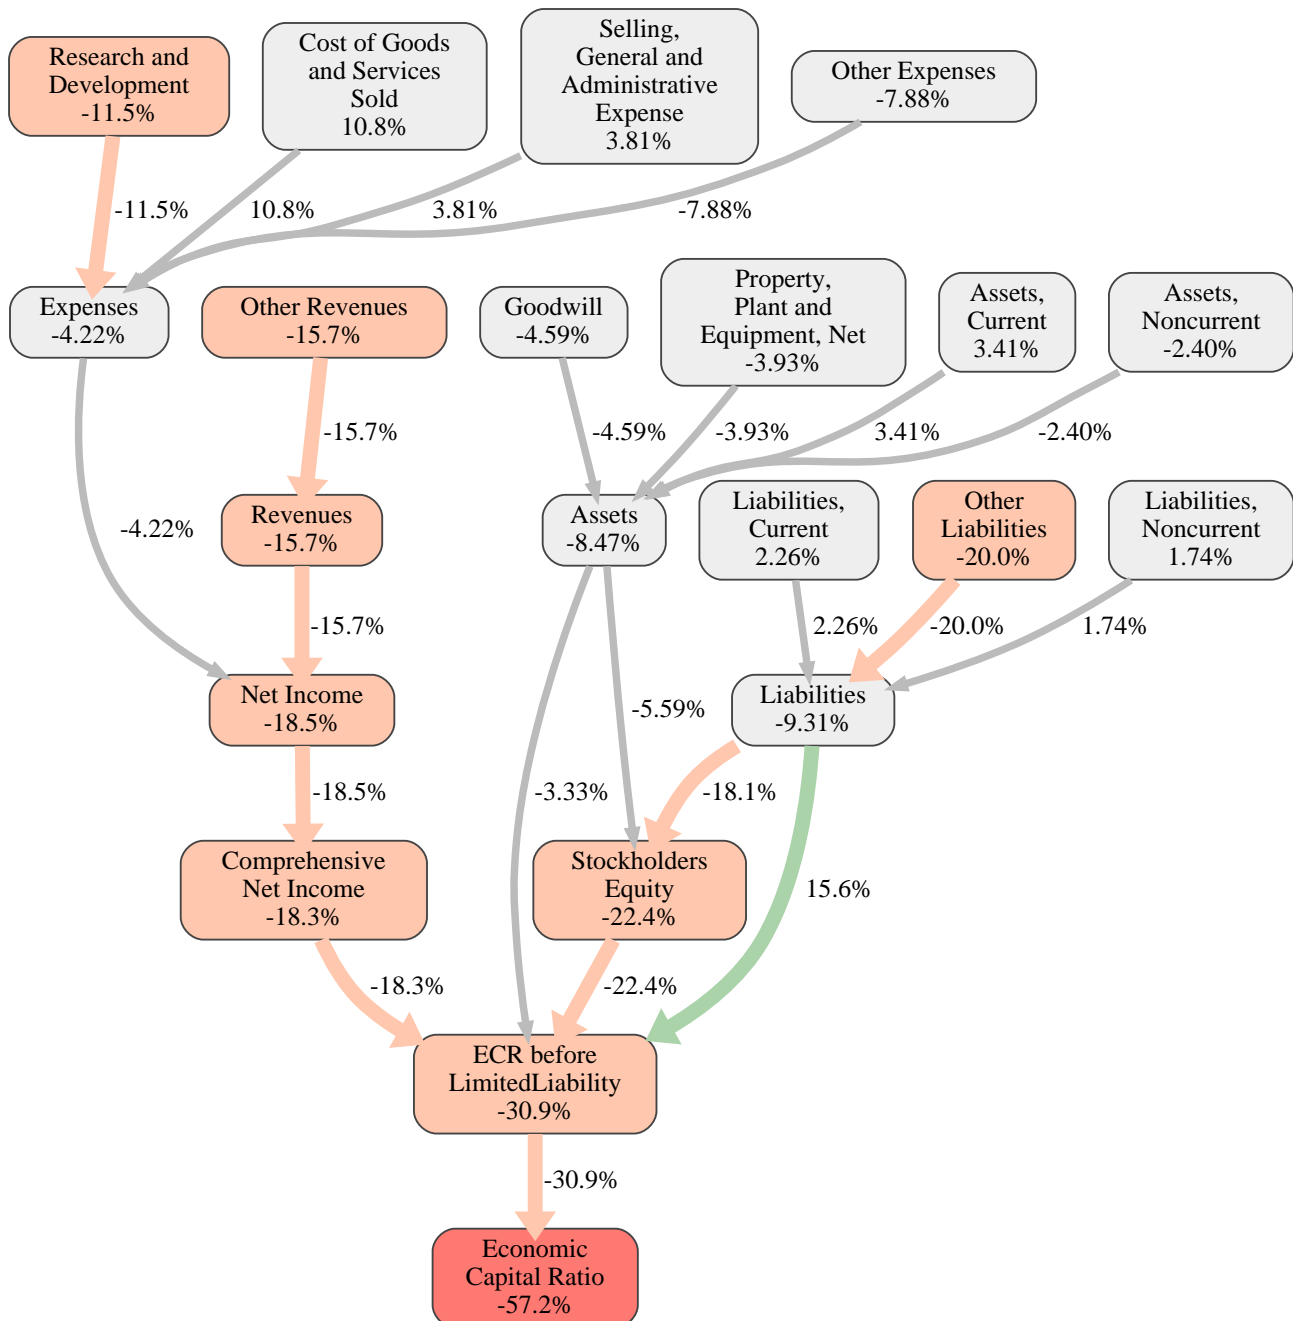 Research and
Development
-11.5%
Cost of Goods
and Services
Sold
10.8%
Selling,
General and
Administrative
Expense
3.81%
Other Expenses
-7.88%
-11.5%
10.8%
3.81%
-7.88%
Expenses
-4.22%
Other Revenues
-15.7%
Goodwill
-4.59%
Property,
Plant and
Equipment, Net
-3.93%
Assets,
Current
3.41%
Assets,
Noncurrent
-2.40%
-15.7%
-4.59%
-3.93%
3.41%
-2.40%
-4.22%
Revenues
-15.7%
Assets
-8.47%
Liabilities,
Current
2.26%
Other
Liabilities
-20.0%
Liabilities,
Noncurrent
1.74%
-15.7%
2.26%
-20.0%
1.74%
Net Income
-18.5%
-5.59%
Liabilities
-9.31%
-18.5%
-3.33%
-18.1%
Comprehensive
Net Income
-18.3%
Stockholders
Equity
-22.4%
15.6%
-18.3%
-22.4%
ECR before
LimitedLiability
-30.9%
-30.9%
Economic
Capital Ratio
-57.2%